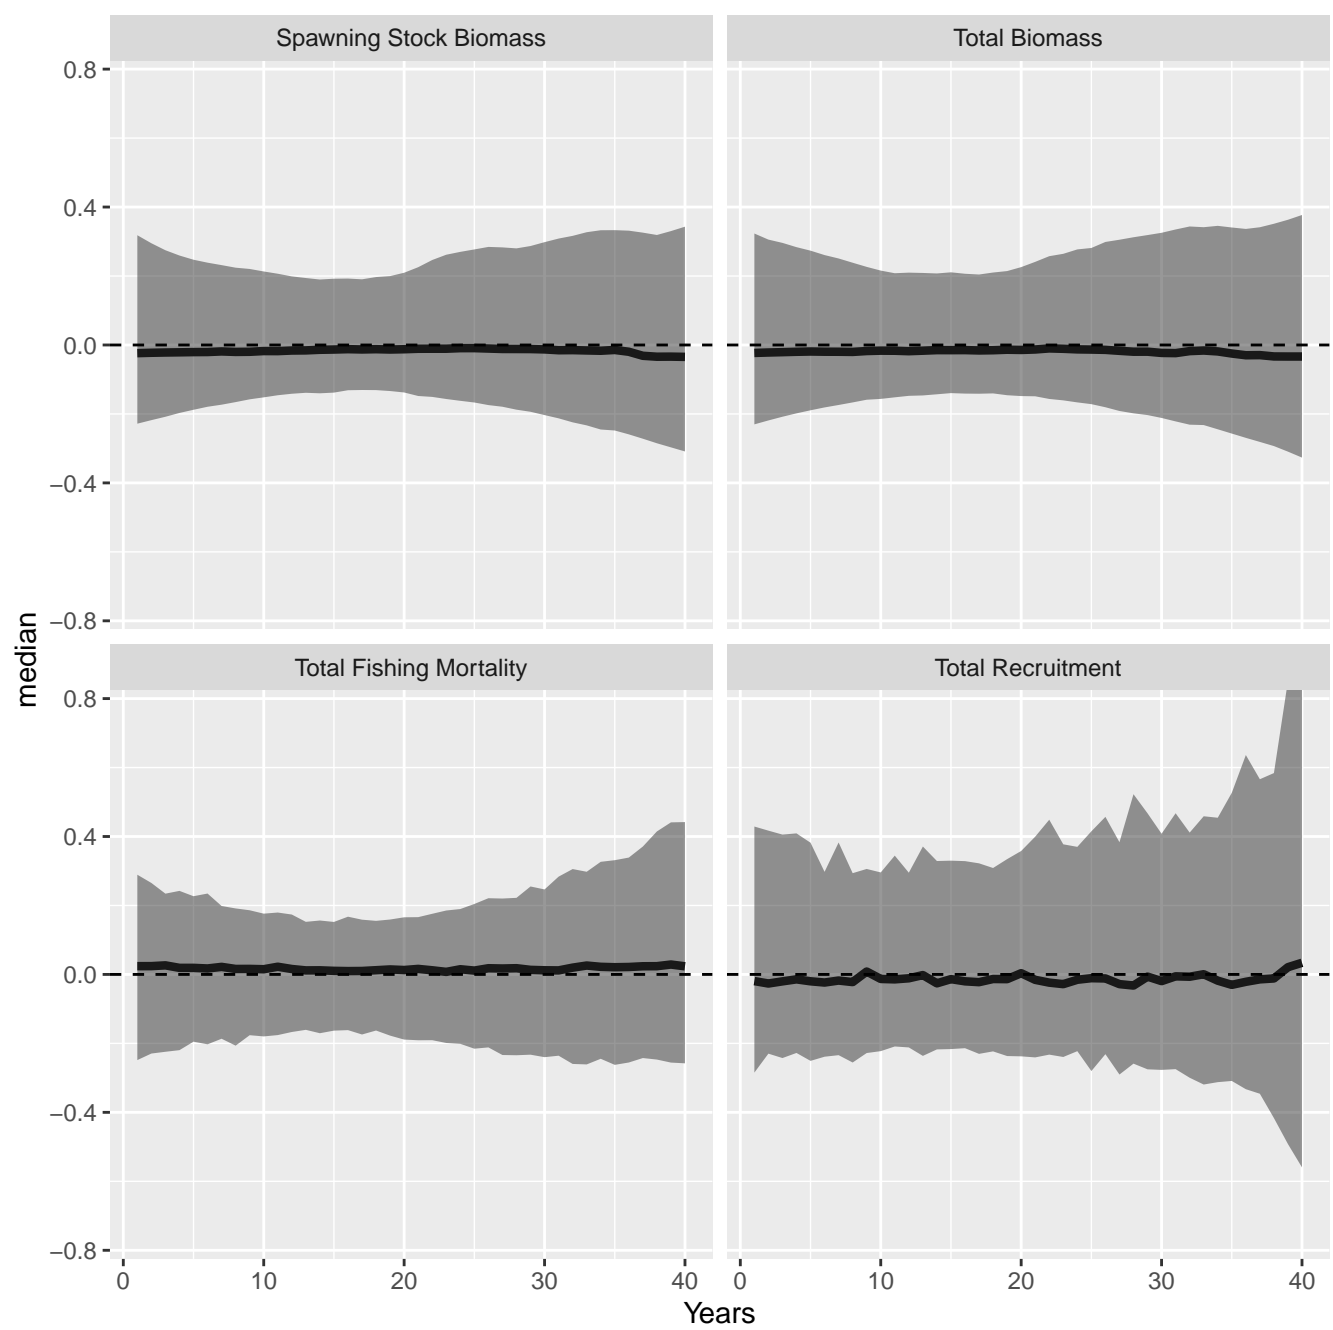 Spawning Stock Biomass
Total Biomass
0.8
0.4
0.0
−0.4
−0.8
Total Fishing Mortality
Total Recruitment
0.8
0.4
0.0
−0.4
−0.8
median
0 10 20 30 40
0 10 20 30 40
Years